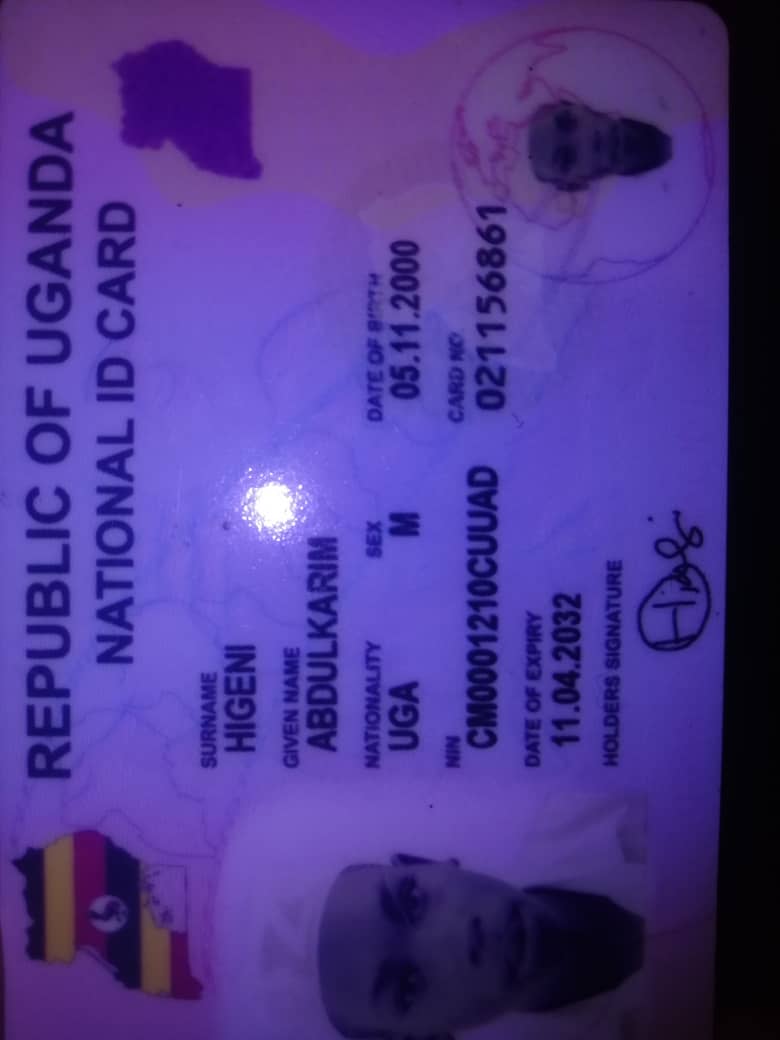 REPUBLIC OF UGANDA
NATIONAL ID CARD
SURNAME
HIGENI
GIVEN NAME
ABDULKARIM
NATIONALITY SEX DATE OF BIRTH
UGA M 05.11.2000
NIN CARD NO
CM0001210CUUAD 021156861
DATE OF EXPIRY
11.04.2032
HOLDERS SIGNATURE